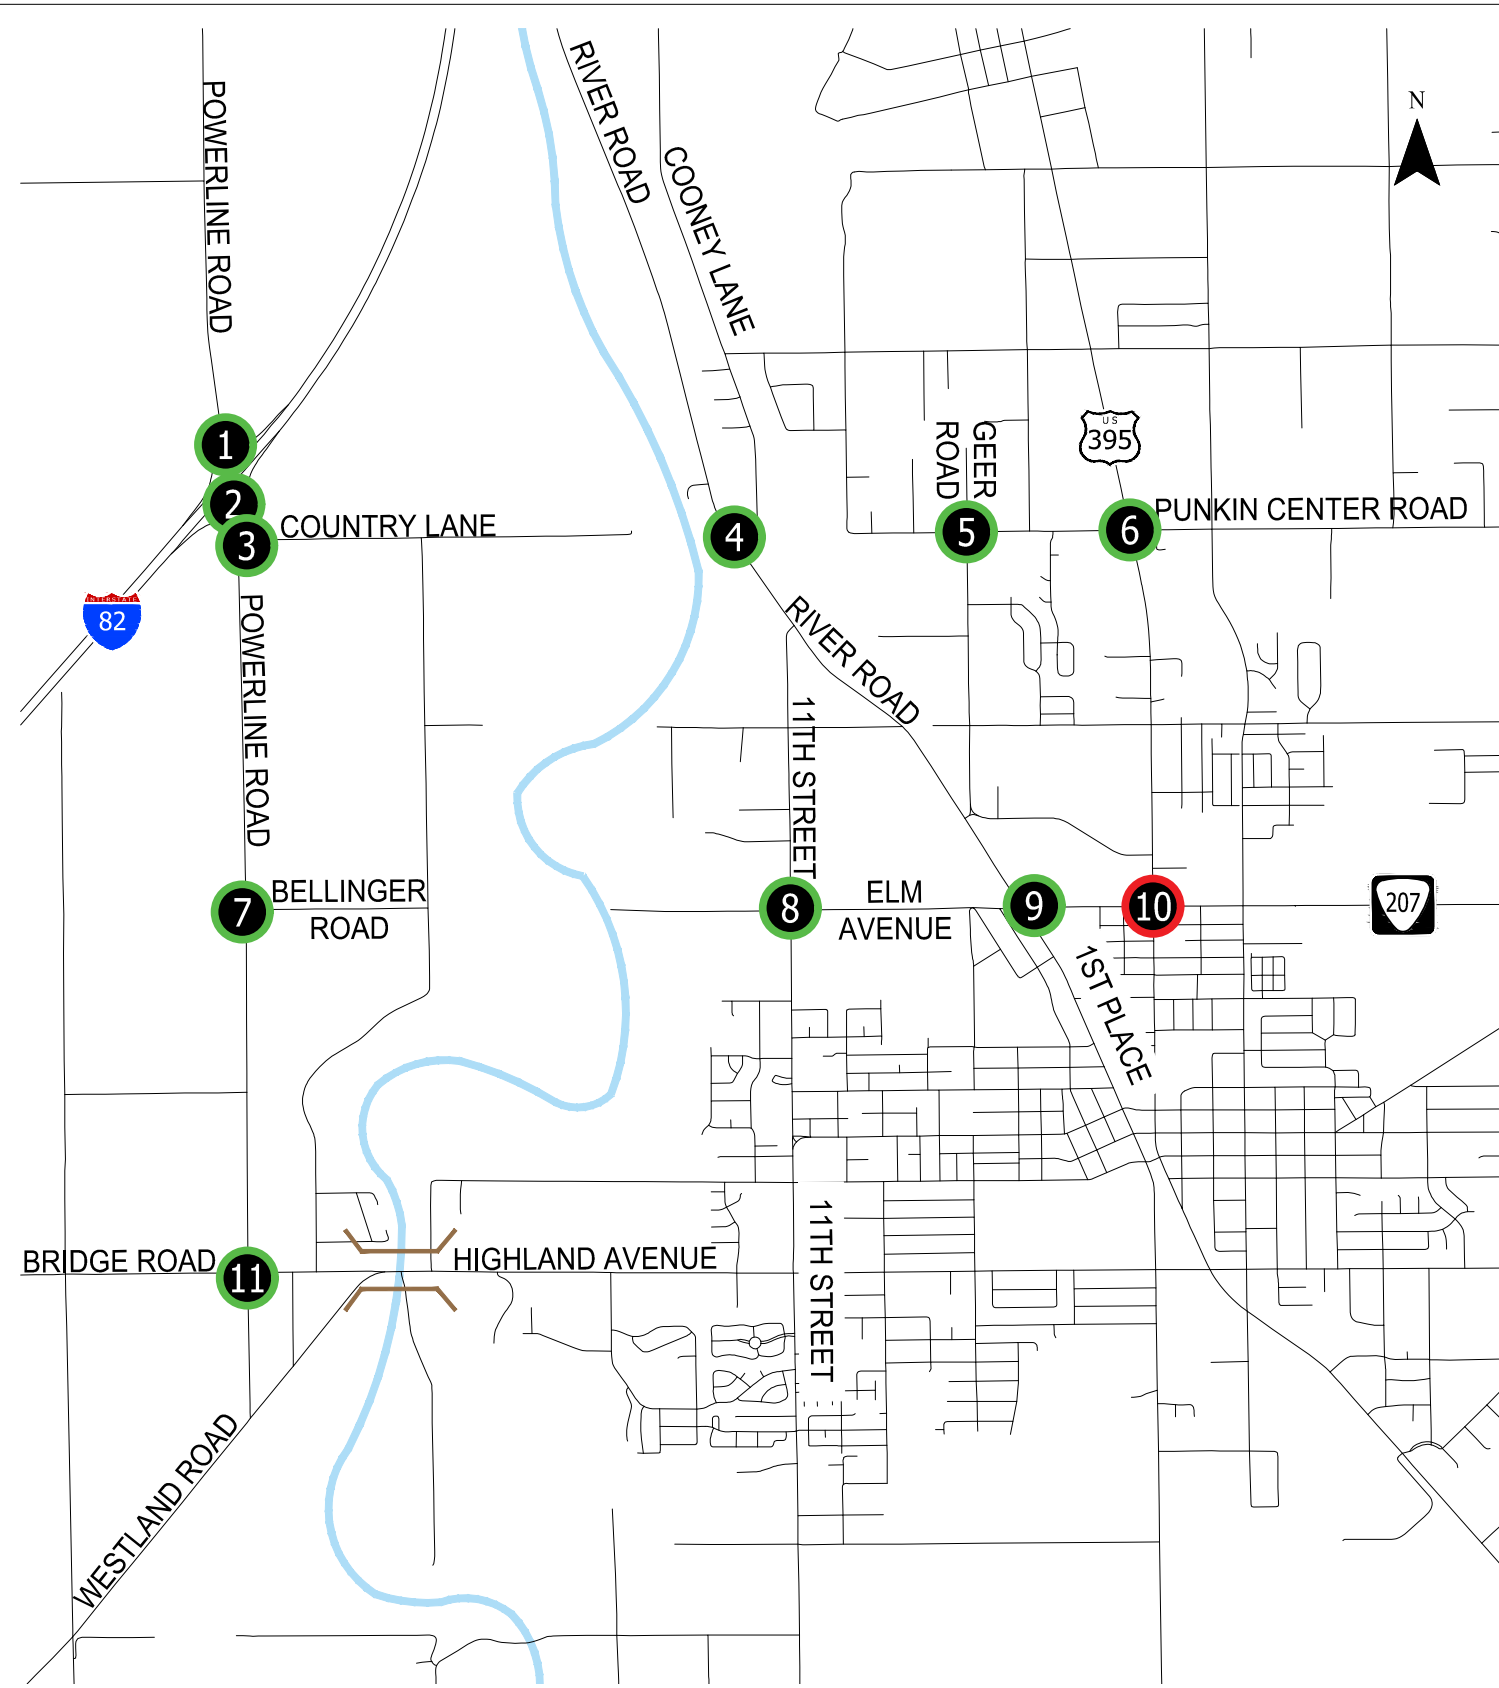 POWERLINE ROAD
RIVER ROAD
COONEY LANE
N
1
2
3
COUNTRY LANE
INTERSTATE
82
POWERLINE ROAD
4
RIVER ROAD
GEER
ROAD
5
US
395
6
PUNKIN CENTER ROAD
11TH STREET
7
BELLINGER
ROAD
8
ELM
AVENUE
9
10
207
1ST PLACE
BRIDGE ROAD
11
HIGHLAND AVENUE
11TH STREET
WESTLAND ROAD